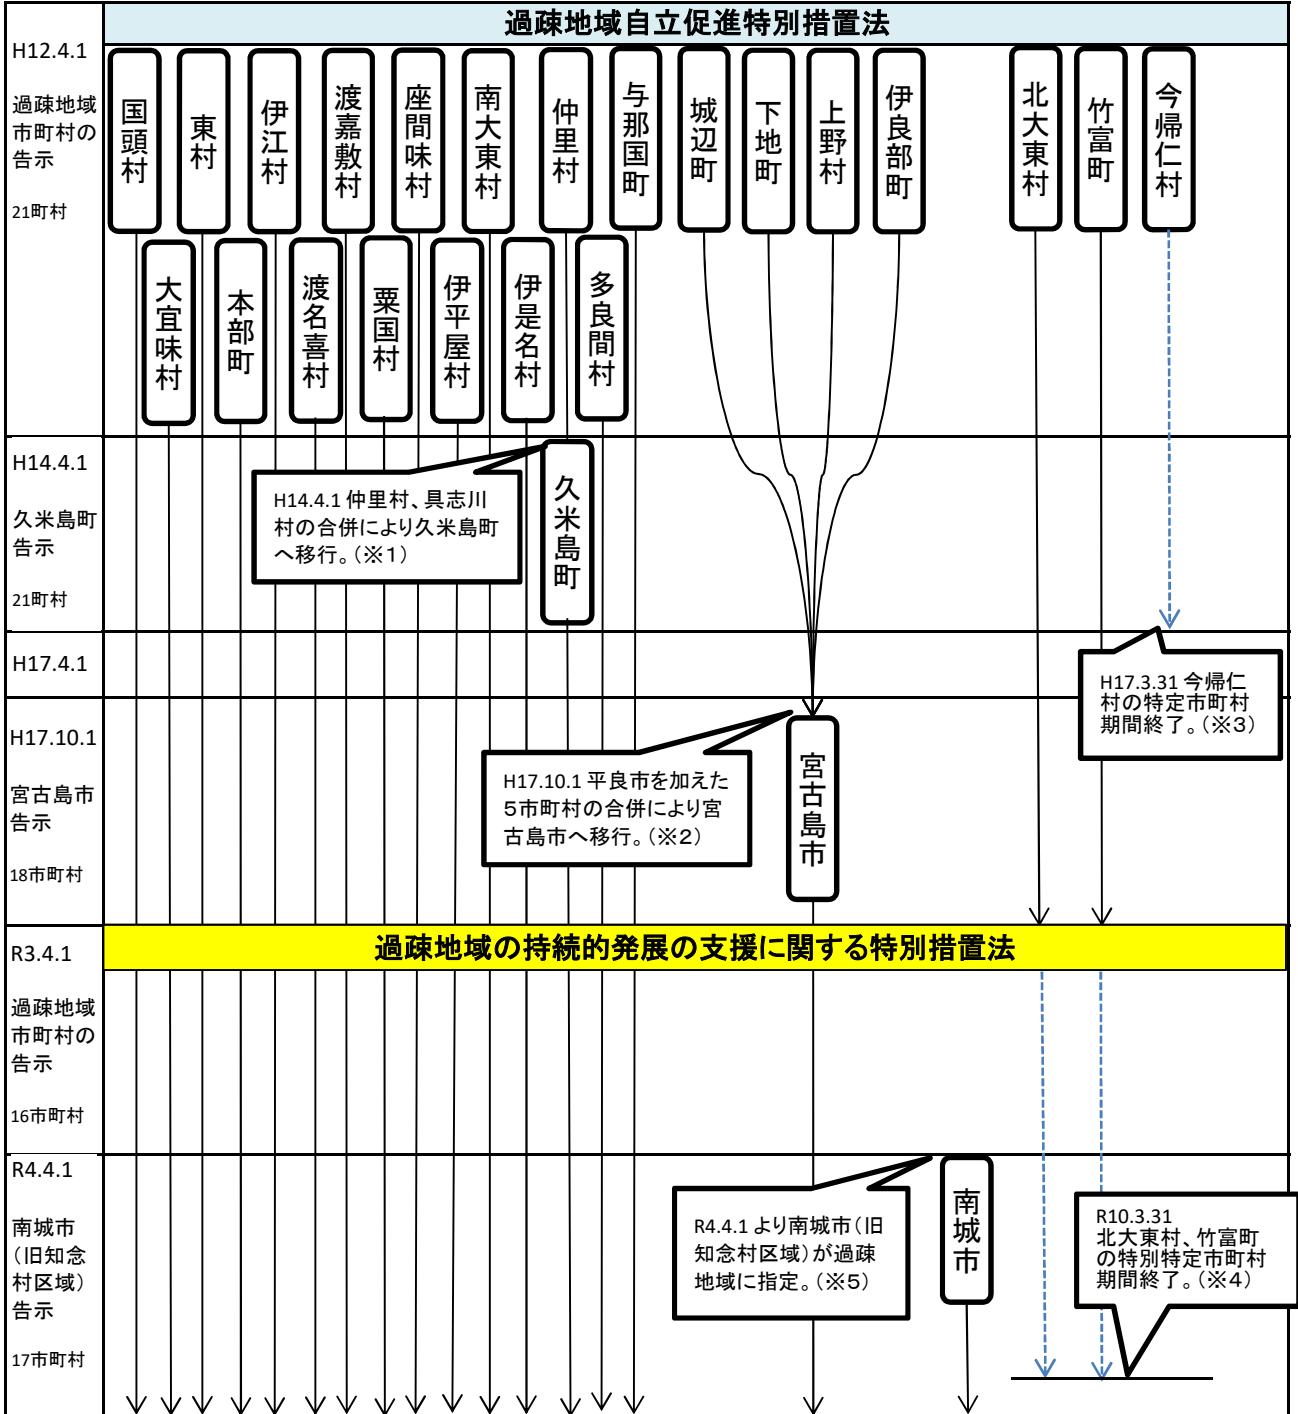 過疎地域自立促進特別措置法
H12.4.1
過疎地域
市町村の
告示
21町村
国頭村
東村
伊江村
渡嘉敷村
座間味村
南大東村
仲里村
与那国町
城辺町
下地町
上野村
伊良部町
北大東村
竹富町
今帰仁村
大宜味村
本部町
渡名喜村
粟国村
伊平屋村
伊是名村
多良間村
H14.4.1
久米島町
告示
21町村
H14.4.1 仲里村、具志川
村の合併により久米島町
へ移行。(※1)
久米島町
H17.4.1
H17.3.31 今帰仁
村の特定市町村
期間終了。(※3)
H17.10.1
宮古島市
告示
18市町村
H17.10.1 平良市を加えた
5市町村の合併により宮
古島市へ移行。(※2)
宮古島市
過疎地域の持続的発展の支援に関する特別措置法
R3.4.1
過疎地域
市町村の
告示
16市町村
R4.4.1
南城市
(旧知念
村区域)
告示
17市町村
R4.4.1 より南城市(旧
知念村区域)が過疎
地域に指定。(※5)
南城市
R10.3.31
北大東村、竹富町
の特別特定市町村
期間終了。(※4)